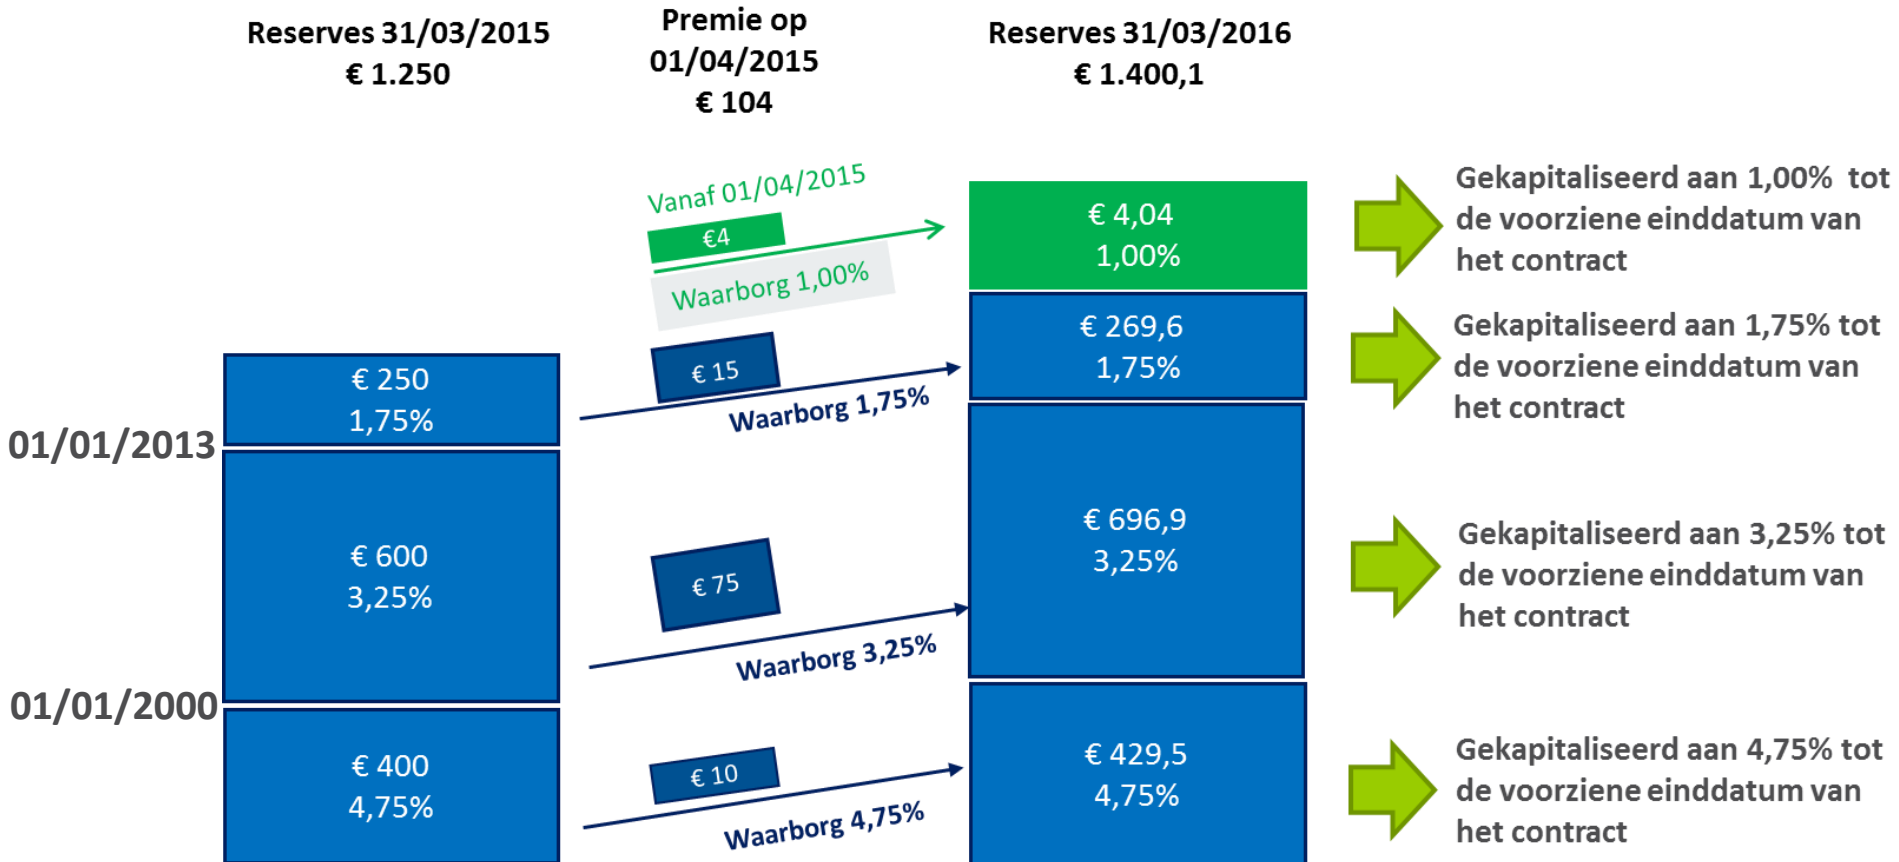 Reserves 31/03/2015
€ 1.250
Premie op
01/04/2015
€ 104
Reserves 31/03/2016
€ 1.400,1
Vanaf 01/04/2015
€4
Waarborg 1,00%
€ 4,04
1,00%
Gekapitaliseerd aan 1,00% tot
de voorziene einddatum van
het contract
€ 250
1,75%
€ 15
Waarborg 1,75%
€ 269,6
1,75%
Gekapitaliseerd aan 1,75% tot
de voorziene einddatum van
het contract
01/01/2013
€ 600
3,25%
€ 75
Waarborg 3,25%
€ 696,9
3,25%
Gekapitaliseerd aan 3,25% tot
de voorziene einddatum van
het contract
01/01/2000
€ 400
4,75%
€ 10
Waarborg 4,75%
€ 429,5
4,75%
Gekapitaliseerd aan 4,75% tot
de voorziene einddatum van
het contract